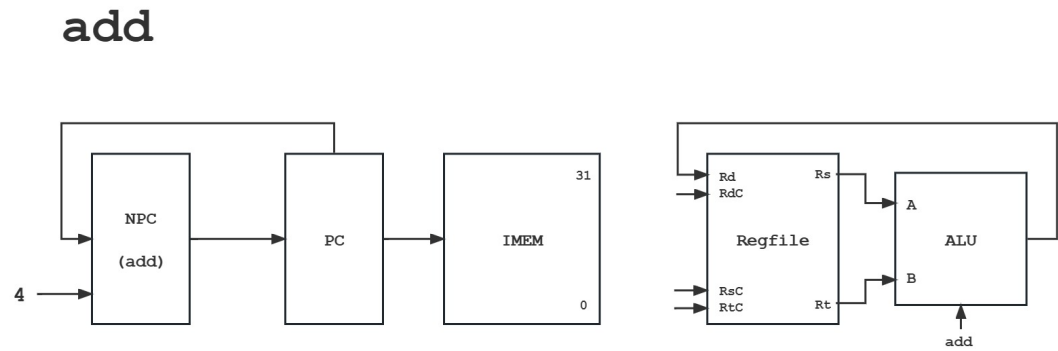 add
NPC
(add)
4
PC
IMEM
31
0
Rd
RdC
Rs
Regfile
RsC
RtC
Rt
A
ALU
B
add